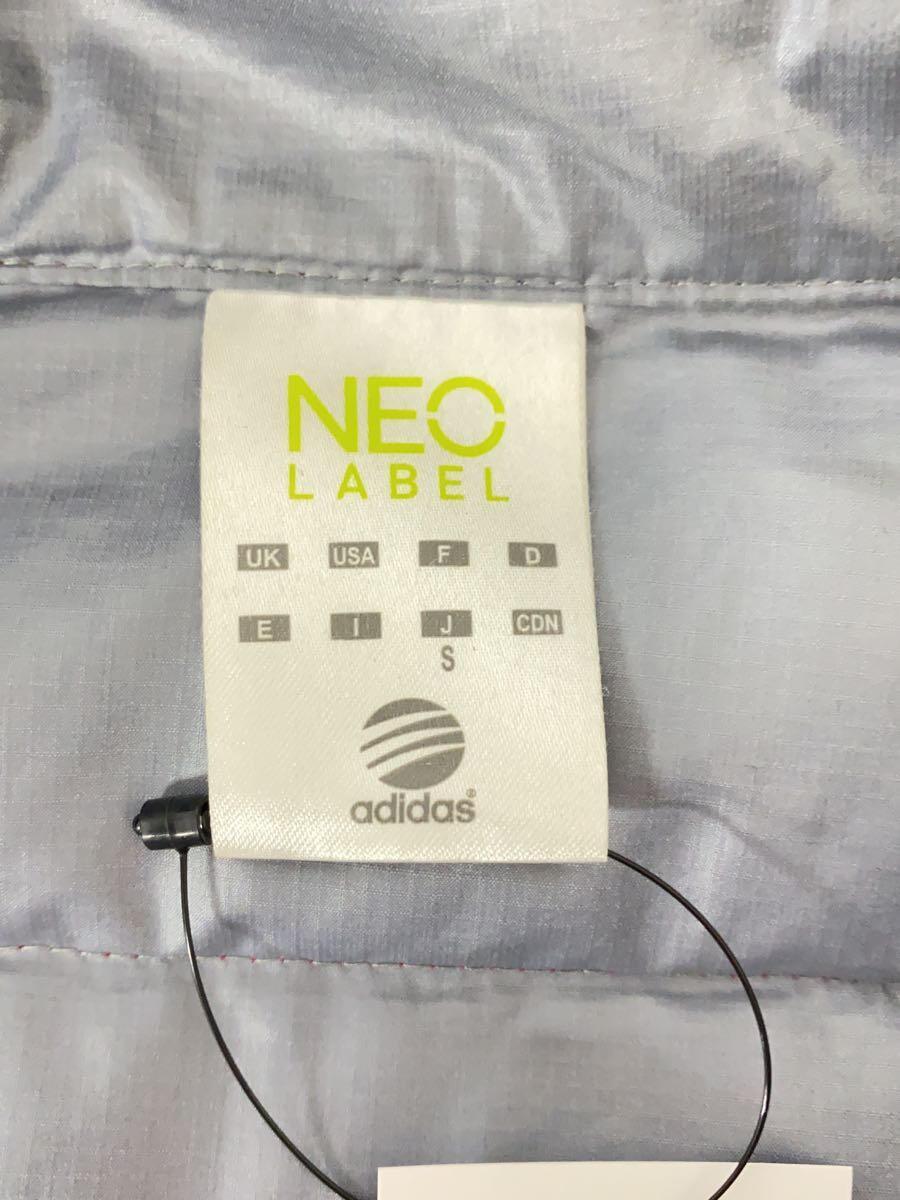 NEO
LABEL
UK USA F D
E I J CDN
S
adidas®